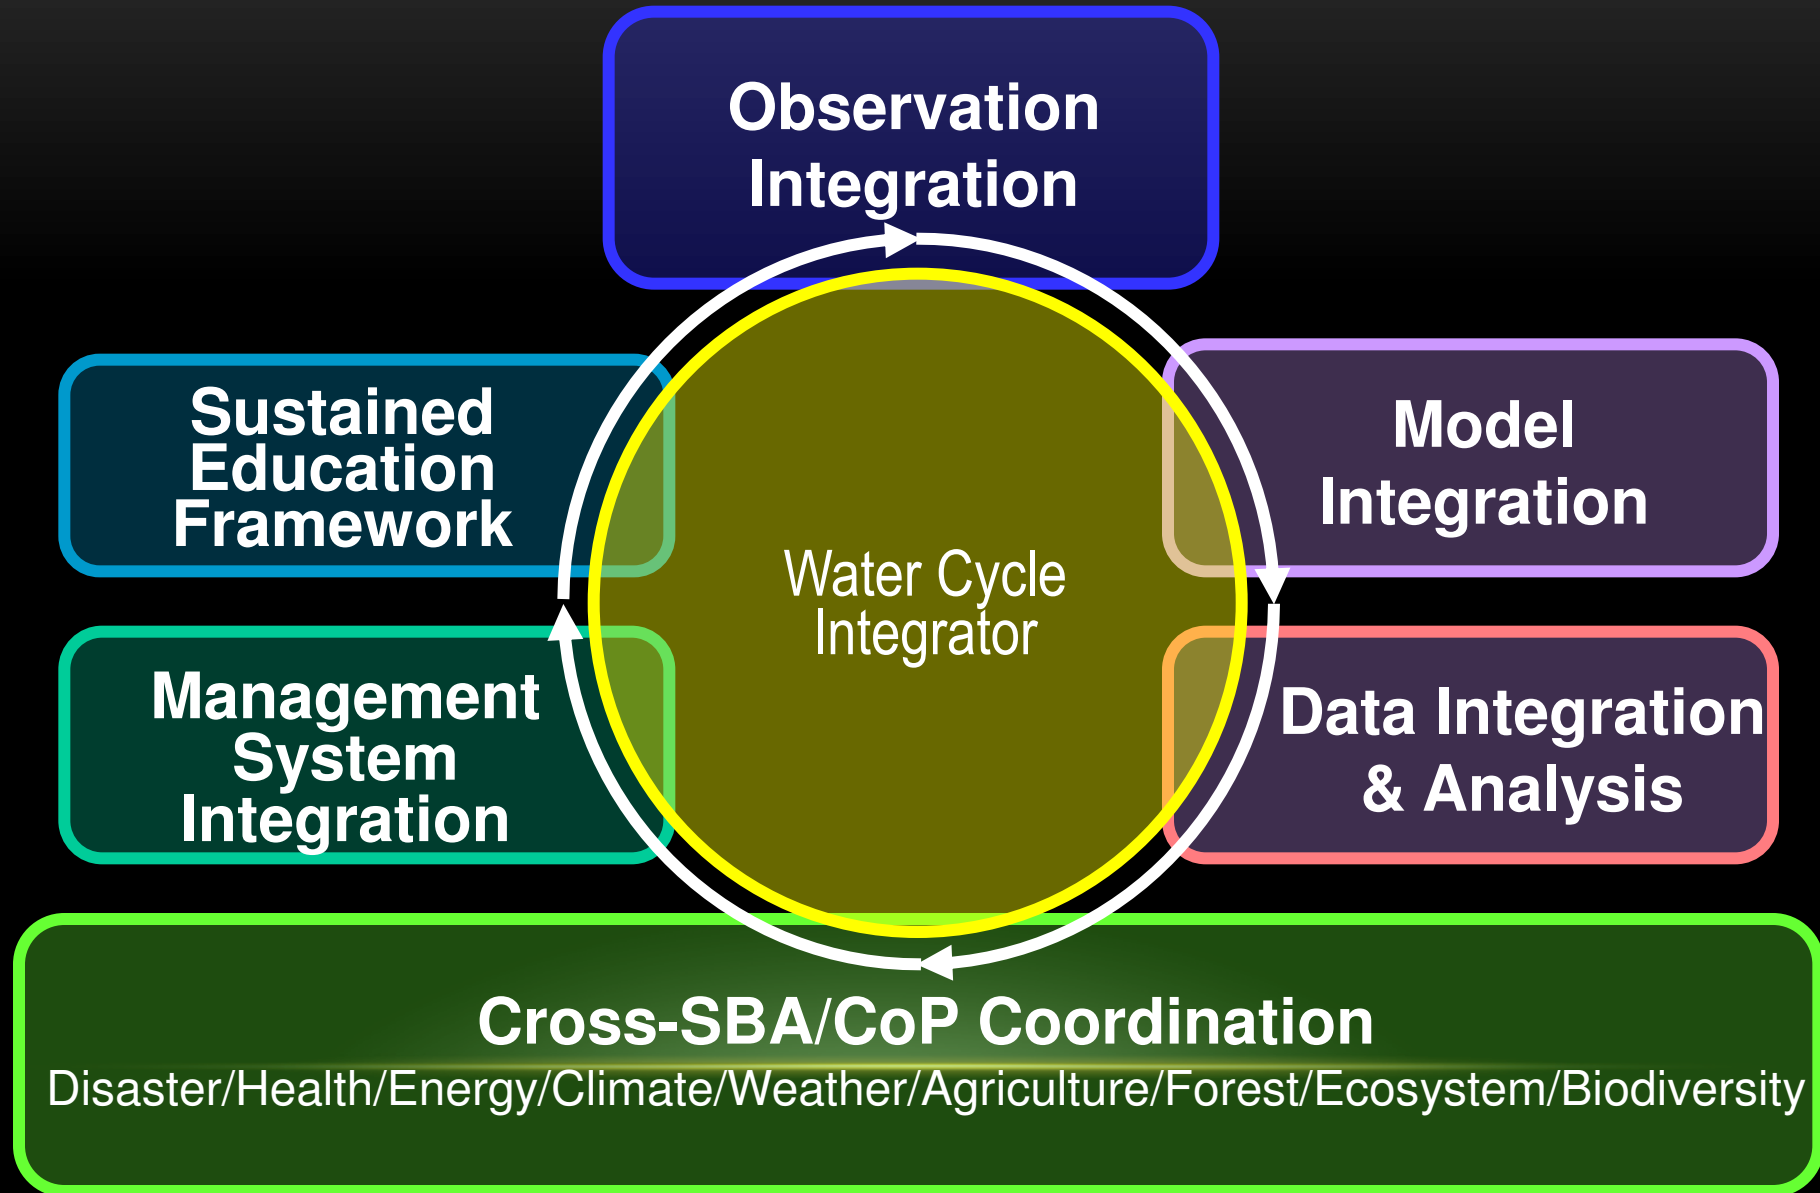 Observation
Integration
Sustained
Education
Framework
Model
Integration
Water Cycle
Integrator
Management
System
Integration
Data Integration
& Analysis
Cross-SBA/CoP Coordination
Disaster/Health/Energy/Climate/Weather/Agriculture/Forest/Ecosystem/Biodiversity